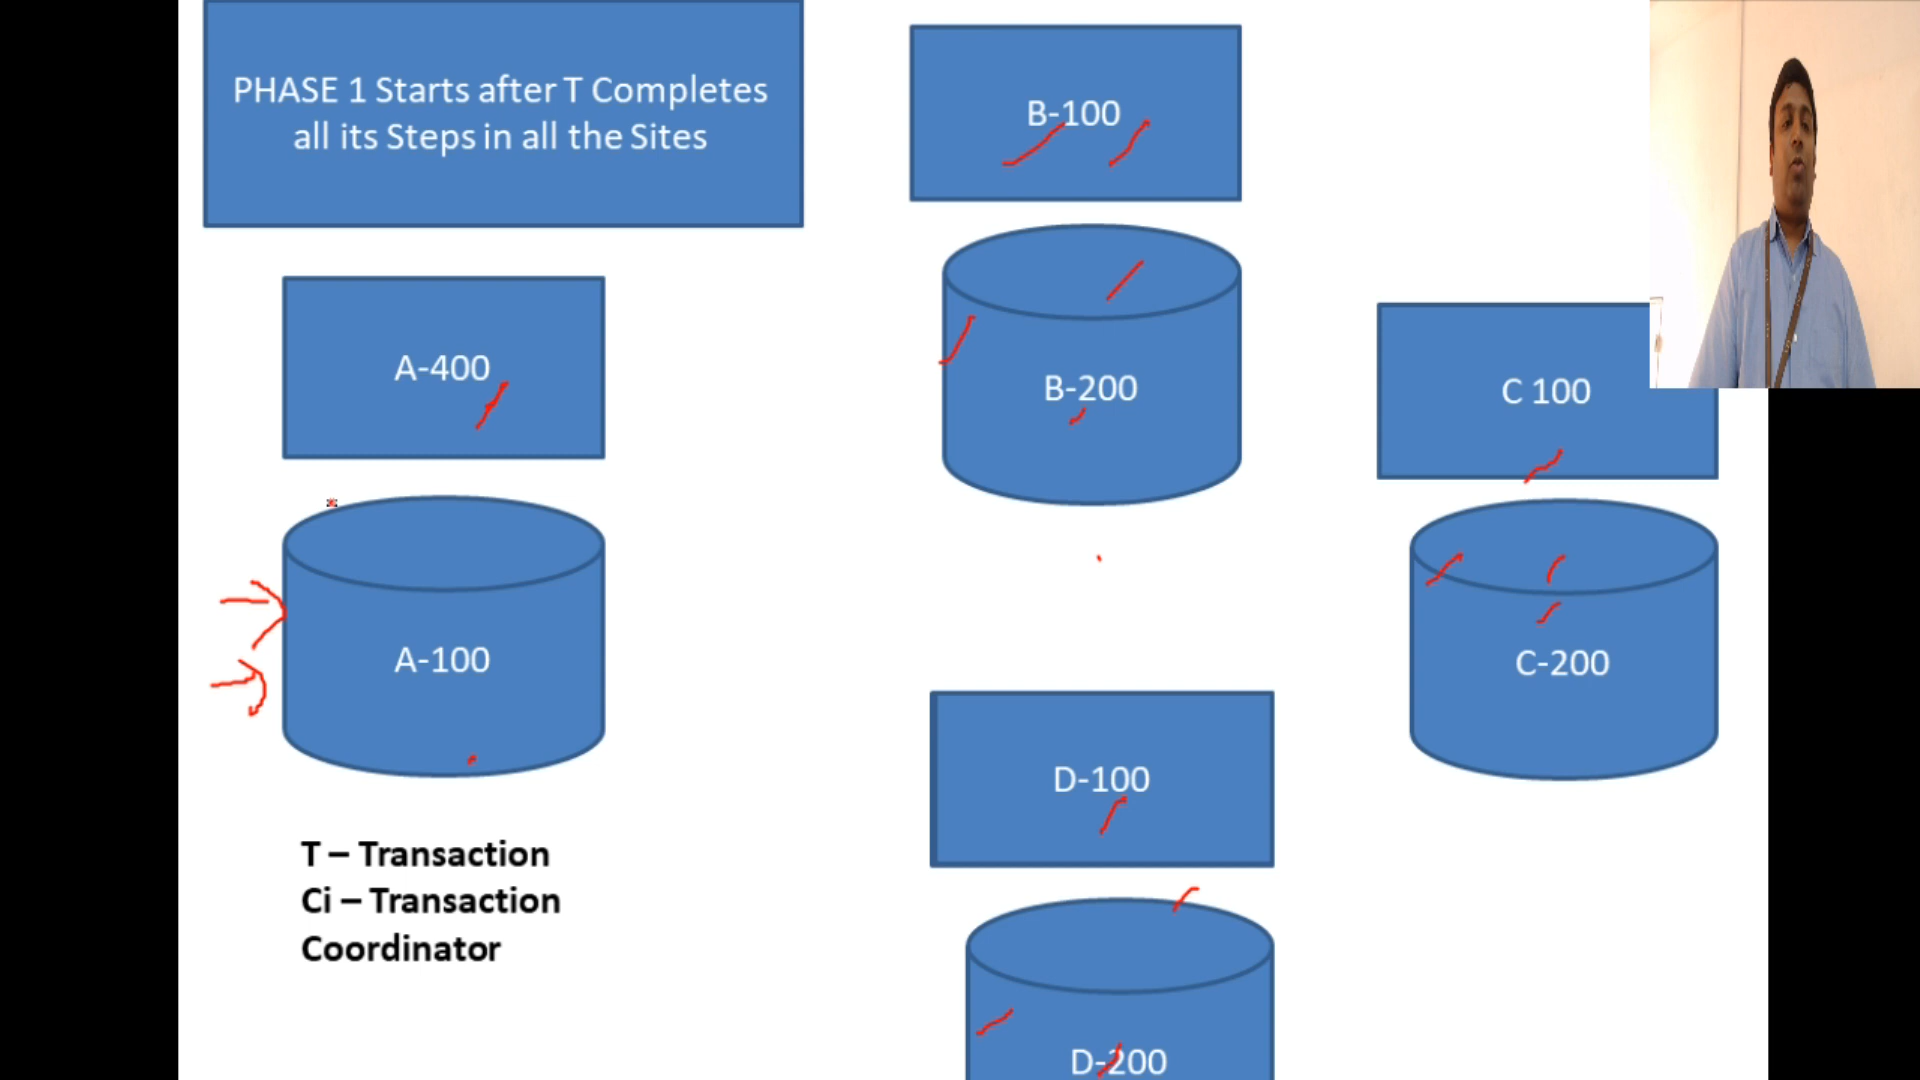 PHASE 1 Starts after T Completes
all its Steps in all the Sites
B-100
A-400
B-200
C 100
A-100
C-200
D-100
T – Transaction
Ci – Transaction
Coordinator
D-200